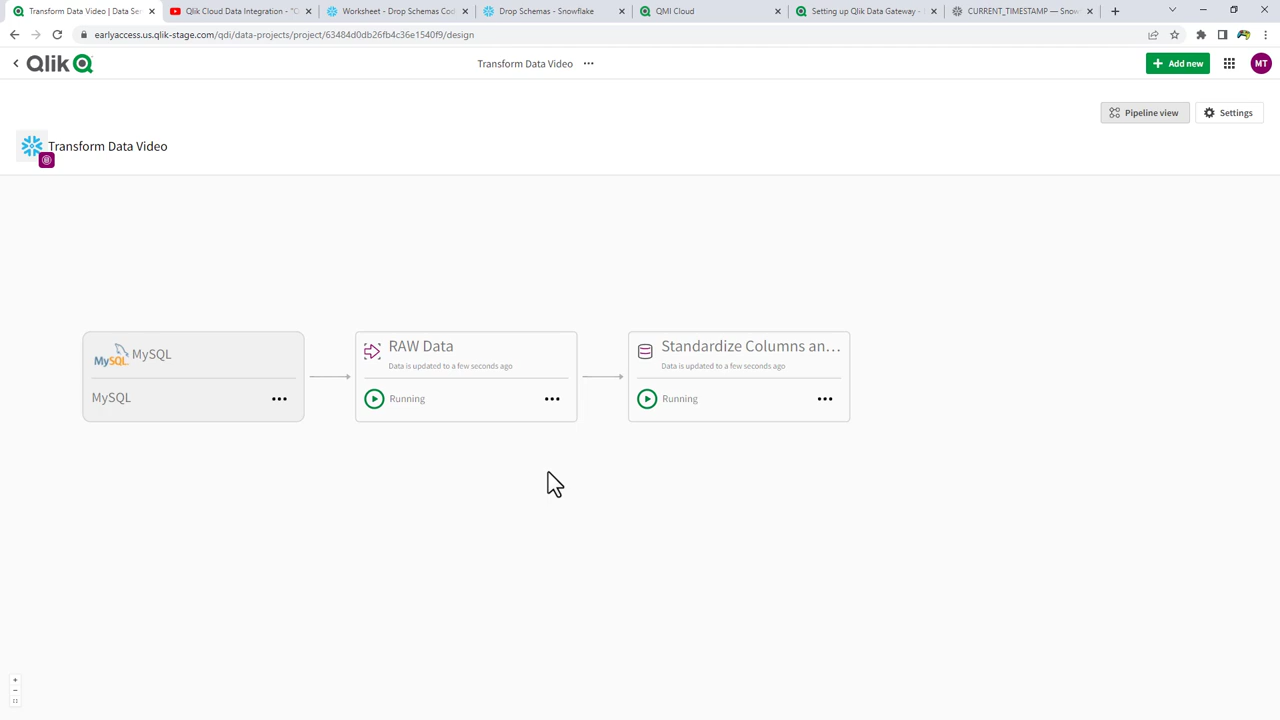 Transform Data Video | Data Se
Qlik Cloud Data Integration - "C
Worksheet - Drop Schemas Cod
Drop Schemas - Snowflake
QMI Cloud
Setting up Qlik Data Gateway -
CURRENT_TIMESTAMP — Snow
earlyaccess.us.qlik-stage.com/qdi/data-projects/project/63484d0db26fb4c36e1540f9/design
Qlik
Transform Data Video
Add new
MT
Pipeline view
Settings
Transform Data Video
MySQL
MySQL
MySQL
RAW Data
Data is updated to a few seconds ago
Running
Standardize Columns an...
Data is updated to a few seconds ago
Running